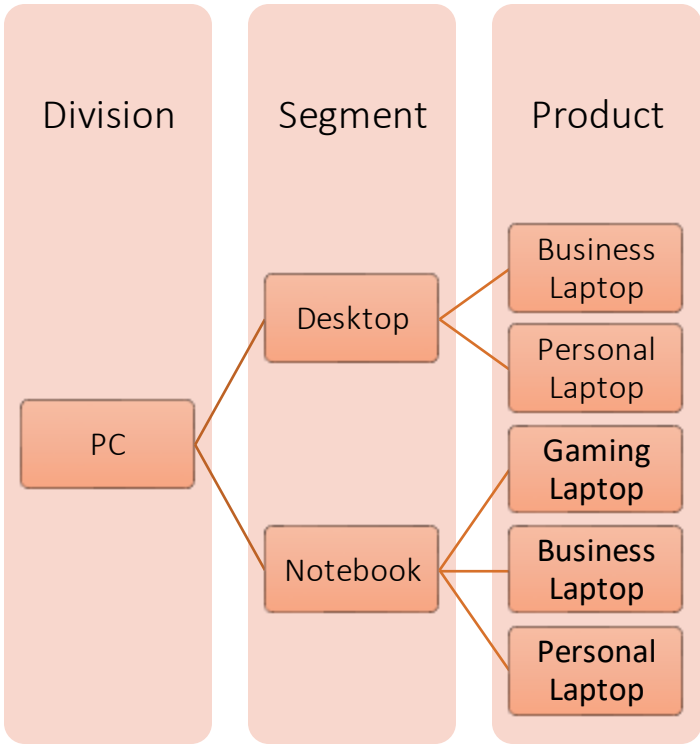 Division
Segment
Product
PC
Desktop
Notebook
Business
Laptop
Personal
Laptop
Gaming
Laptop
Business
Laptop
Personal
Laptop